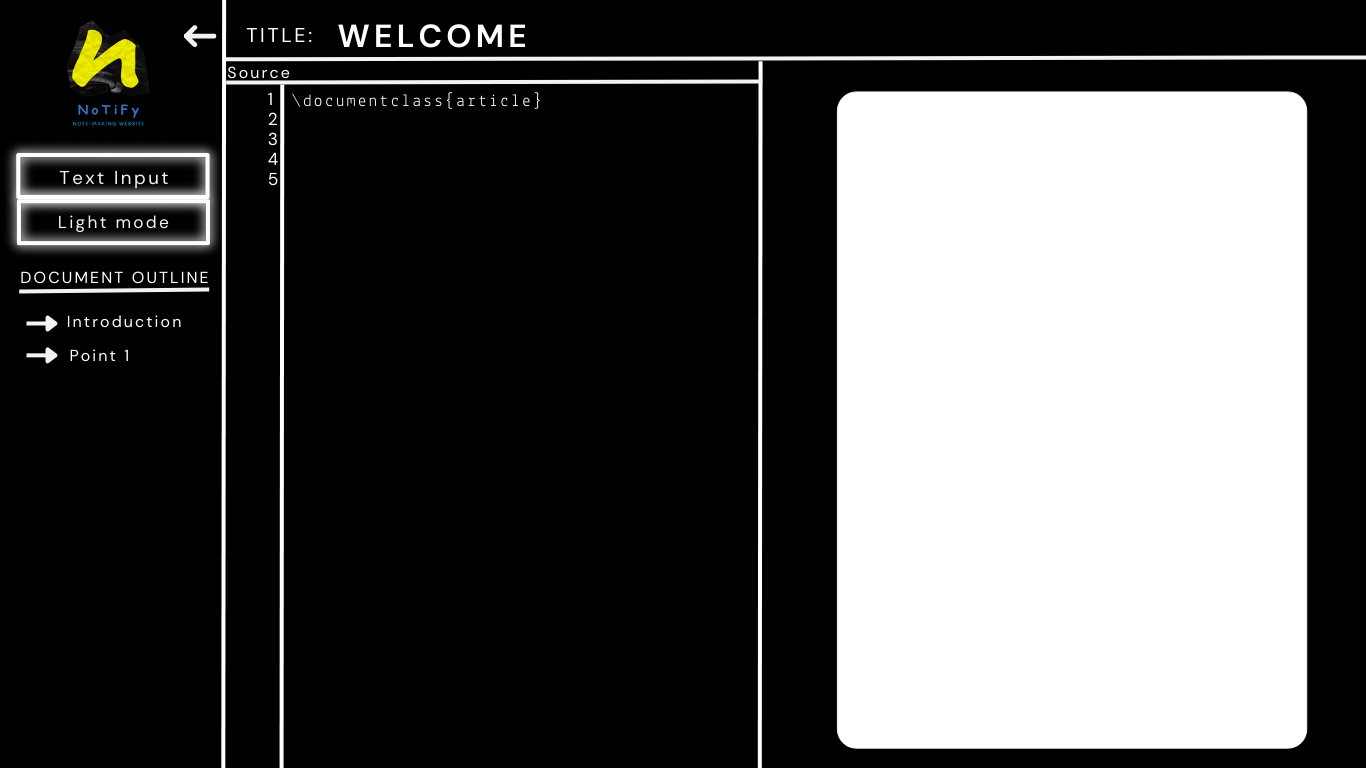 NoTiFy
NOTE-MAKING WEBSITE
Text Input
Light mode
DOCUMENT OUTLINE
Introduction
Point 1
TITLE: WELCOME
Source
1 \documentclass{article}
2
3
4
5